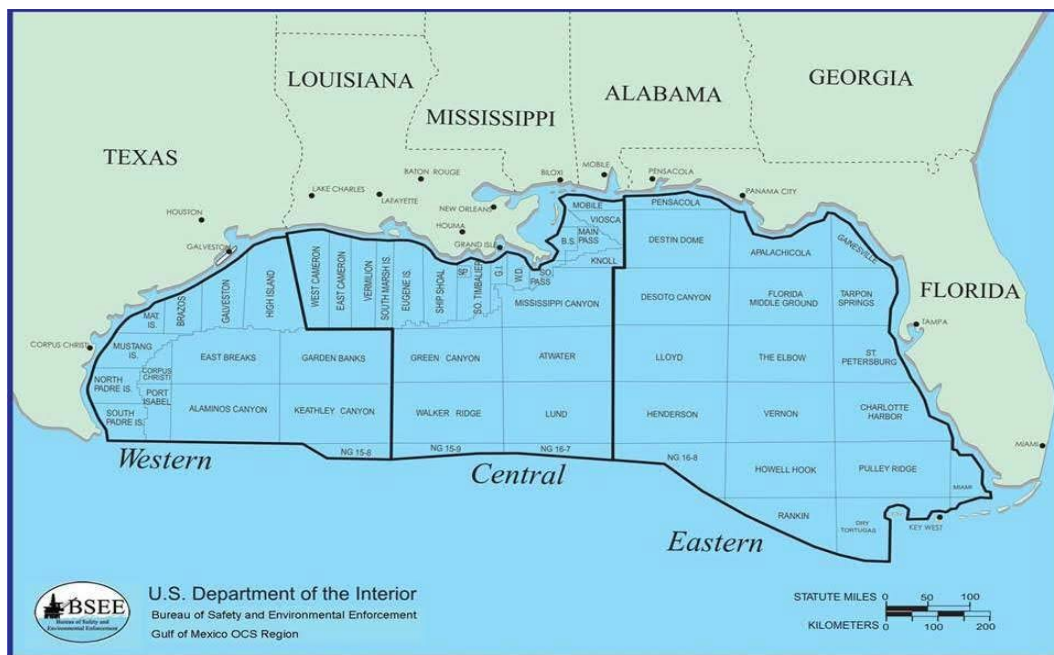 LOUISIANA
MISSISSIPPI
ALABAMA
GEORGIA
TEXAS
FLORIDA
LAKE CHARLES
BATON ROUGE
LAFAYETTE
NEW ORLEANS
HOUMA
GRAND ISLE
BILOXI
MOBILE
PENSACOLA
PANAMA CITY
HOUSTON
GALVESTON
CORPUS CHRISTI
TAMPA
MIAMI
KEY WEST
MOBILE
VIOSCA
KNOLL
B.S.
MAIN
PASS
PENSACOLA
DESTIN DOME
APALACHICOLA
GAINESVILLE
MAT.
IS.
BRAZOS
GALVESTON
HIGH ISLAND
WEST CAMERON
EAST CAMERON
VERMILION
SOUTH MARSH IS.
EUGENE IS.
SHIP SHOAL
SP.
SO. TIMBALIER
G.I.
W.D.
SO.
PASS
MISSISSIPPI CANYON
DESOTO CANYON
FLORIDA
MIDDLE GROUND
TARPON
SPRINGS
MUSTANG
IS.
EAST BREAKS
GARDEN BANKS
GREEN CANYON
ATWATER
LLOYD
THE ELBOW
ST.
PETERSBURG
NORTH
PADRE IS.
CORPUS
CHRISTI
PORT
ISABEL
SOUTH
PADRE IS.
ALAMINOS CANYON
KEATHLEY CANYON
WALKER RIDGE
LUND
HENDERSON
VERNON
CHARLOTTE
HARBOR
NG 15-8
NG 15-9
NG 16-7
NG 16-8
HOWELL HOOK
PULLEY RIDGE
MIAMI
RANKIN
DRY
TORTUGAS
Western
Central
Eastern
BSEE
Bureau of Safety and
Environmental Enforcement
U.S. Department of the Interior
Bureau of Safety and Environmental Enforcement
Gulf of Mexico OCS Region
STATUTE MILES
0 50 100
KILOMETERS
0 100 200